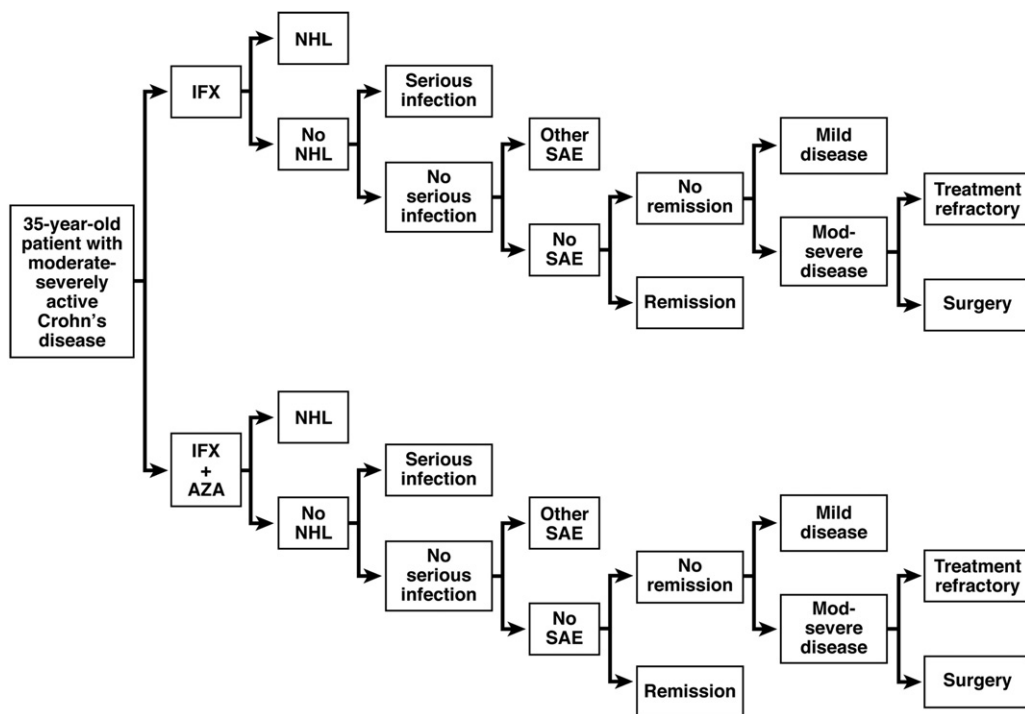 NHL
IFX
Serious
infection
No
NHL
Other
SAE
Mild
disease
No
serious
infection
No
remission
Treatment
refractory
35-year-old
patient with
moderate-
severely
active
Crohn's
disease
No
SAE
Mod-
severe
disease
Remission
Surgery
NHL
IFX
+
AZA
Serious
infection
No
NHL
Other
SAE
Mild
disease
No
serious
infection
No
remission
Treatment
refractory
No
SAE
Mod-
severe
disease
Remission
Surgery